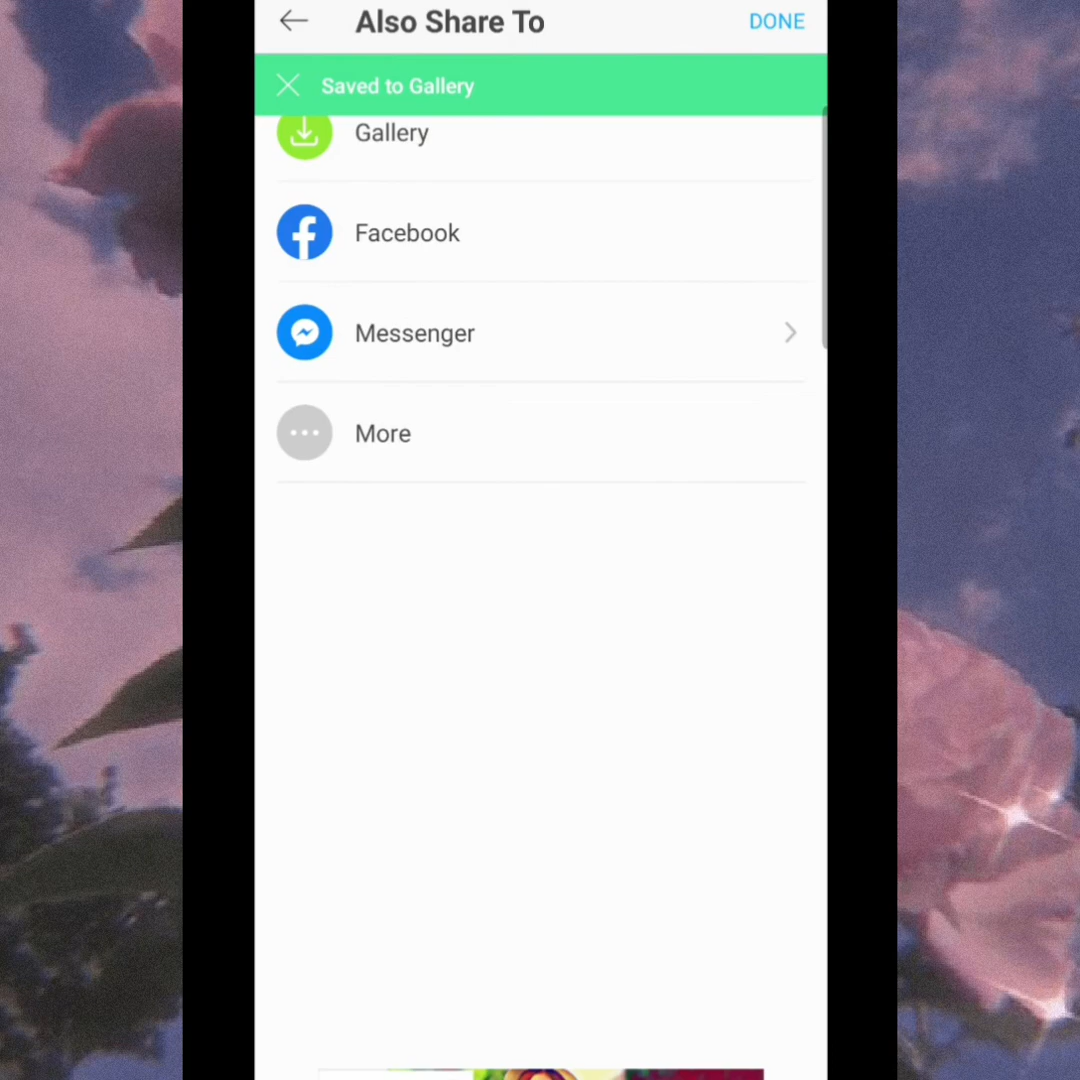 Also Share To
DONE
Saved to Gallery
Gallery
Facebook
Messenger
More